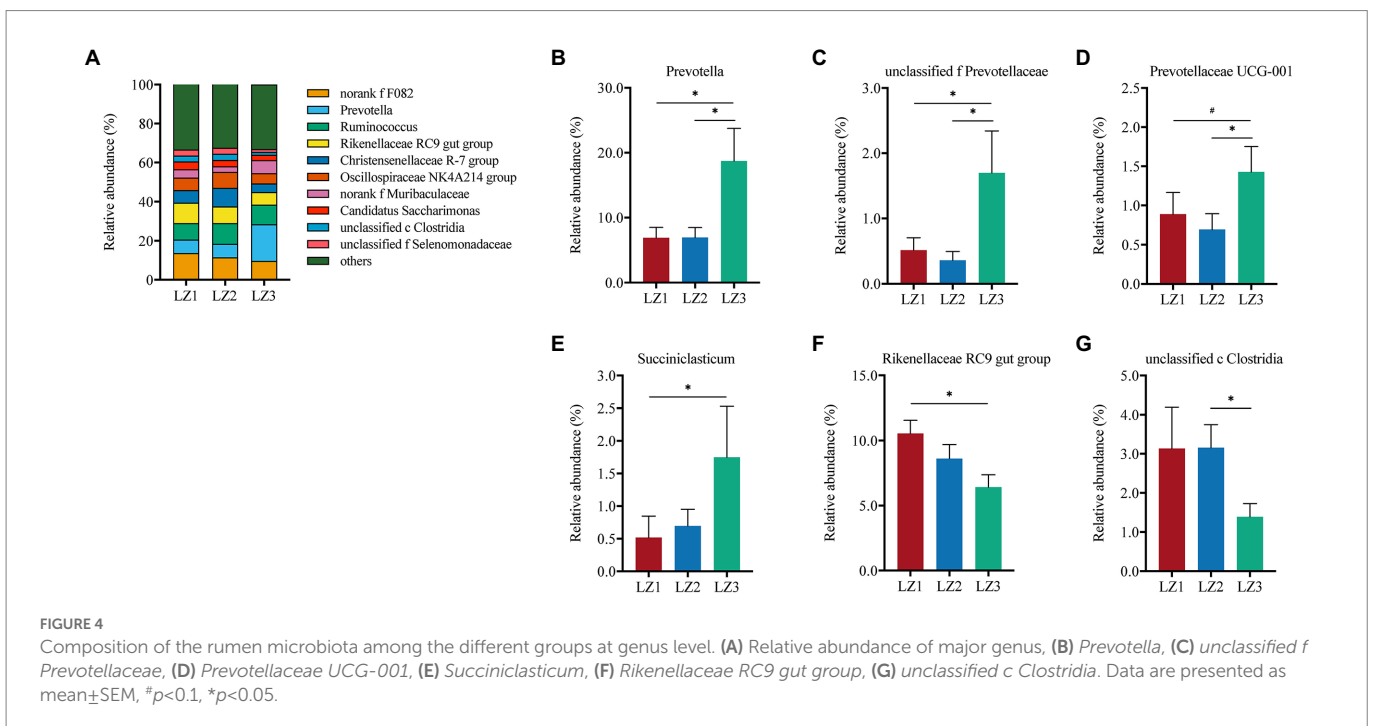 A
Relative abundance (%)
100
80
60
40
20
0
LZ1 LZ2 LZ3
norank f F082
Prevotella
Ruminococcus
Rikenellaceae RC9 gut group
Christensenellaceae R-7 group
Oscillospiraceae NK4A214 group
norank f Muribaculaceae
Candidatus Saccharimonas
unclassified c Clostridia
unclassified f Selenomonadaceae
others
B
Prevotella
Relative abundance (%)
30.0
20.0
10.0
0.0
*
*
LZ1 LZ2 LZ3
C
unclassified f Prevotellaceae
Relative abundance (%)
3.0
2.0
1.0
0.0
*
*
LZ1 LZ2 LZ3
D
Prevotellaceae UCG-001
Relative abundance (%)
2.5
2.0
1.5
1.0
0.5
0.0
#
*
LZ1 LZ2 LZ3
E
Succiniclasticum
Relative abundance (%)
3.0
2.5
2.0
1.5
1.0
0.5
0.0
*
LZ1 LZ2 LZ3
F
Rikenellaceae RC9 gut group
Relative abundance (%)
15.0
10.0
5.0
0.0
*
LZ1 LZ2 LZ3
G
unclassified c Clostridia
Relative abundance (%)
5.0
4.0
3.0
2.0
1.0
0.0
*
LZ1 LZ2 LZ3
FIGURE 4
Composition of the rumen microbiota among the different groups at genus level. (A) Relative abundance of major genus, (B) Prevotella, (C) unclassified f
Prevotellaceae, (D) Prevotellaceae UCG-001, (E) Succiniclasticum, (F) Rikenellaceae RC9 gut group, (G) unclassified c Clostridia. Data are presented as
mean±SEM, #p<0.1, *p<0.05.